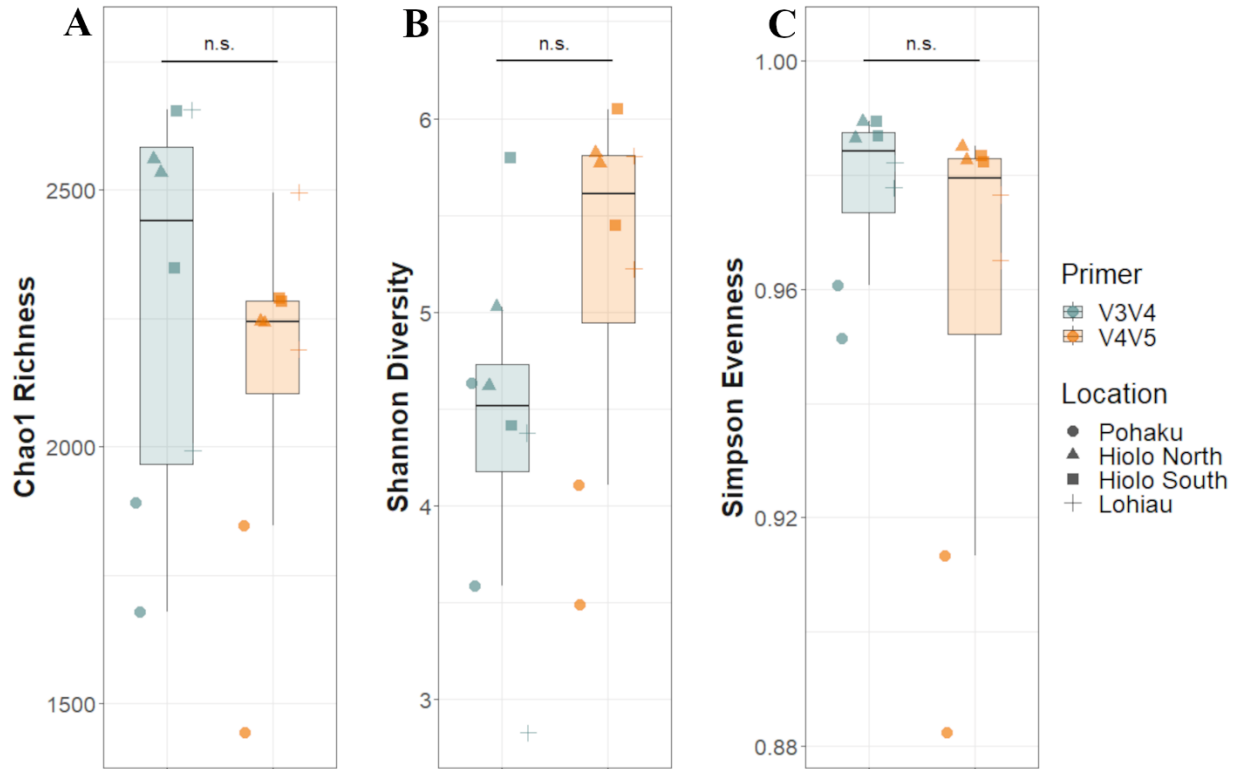 A
n.s.
Chao1 Richness
2500
2000
1500
B
n.s.
Shannon Diversity
6
5
4
3
C
n.s.
Simpson Evenness
1.00
0.96
0.92
0.88
Primer
V3V4
V4V5
Location
Pohaku
Hiolo North
Hiolo South
Lohiau